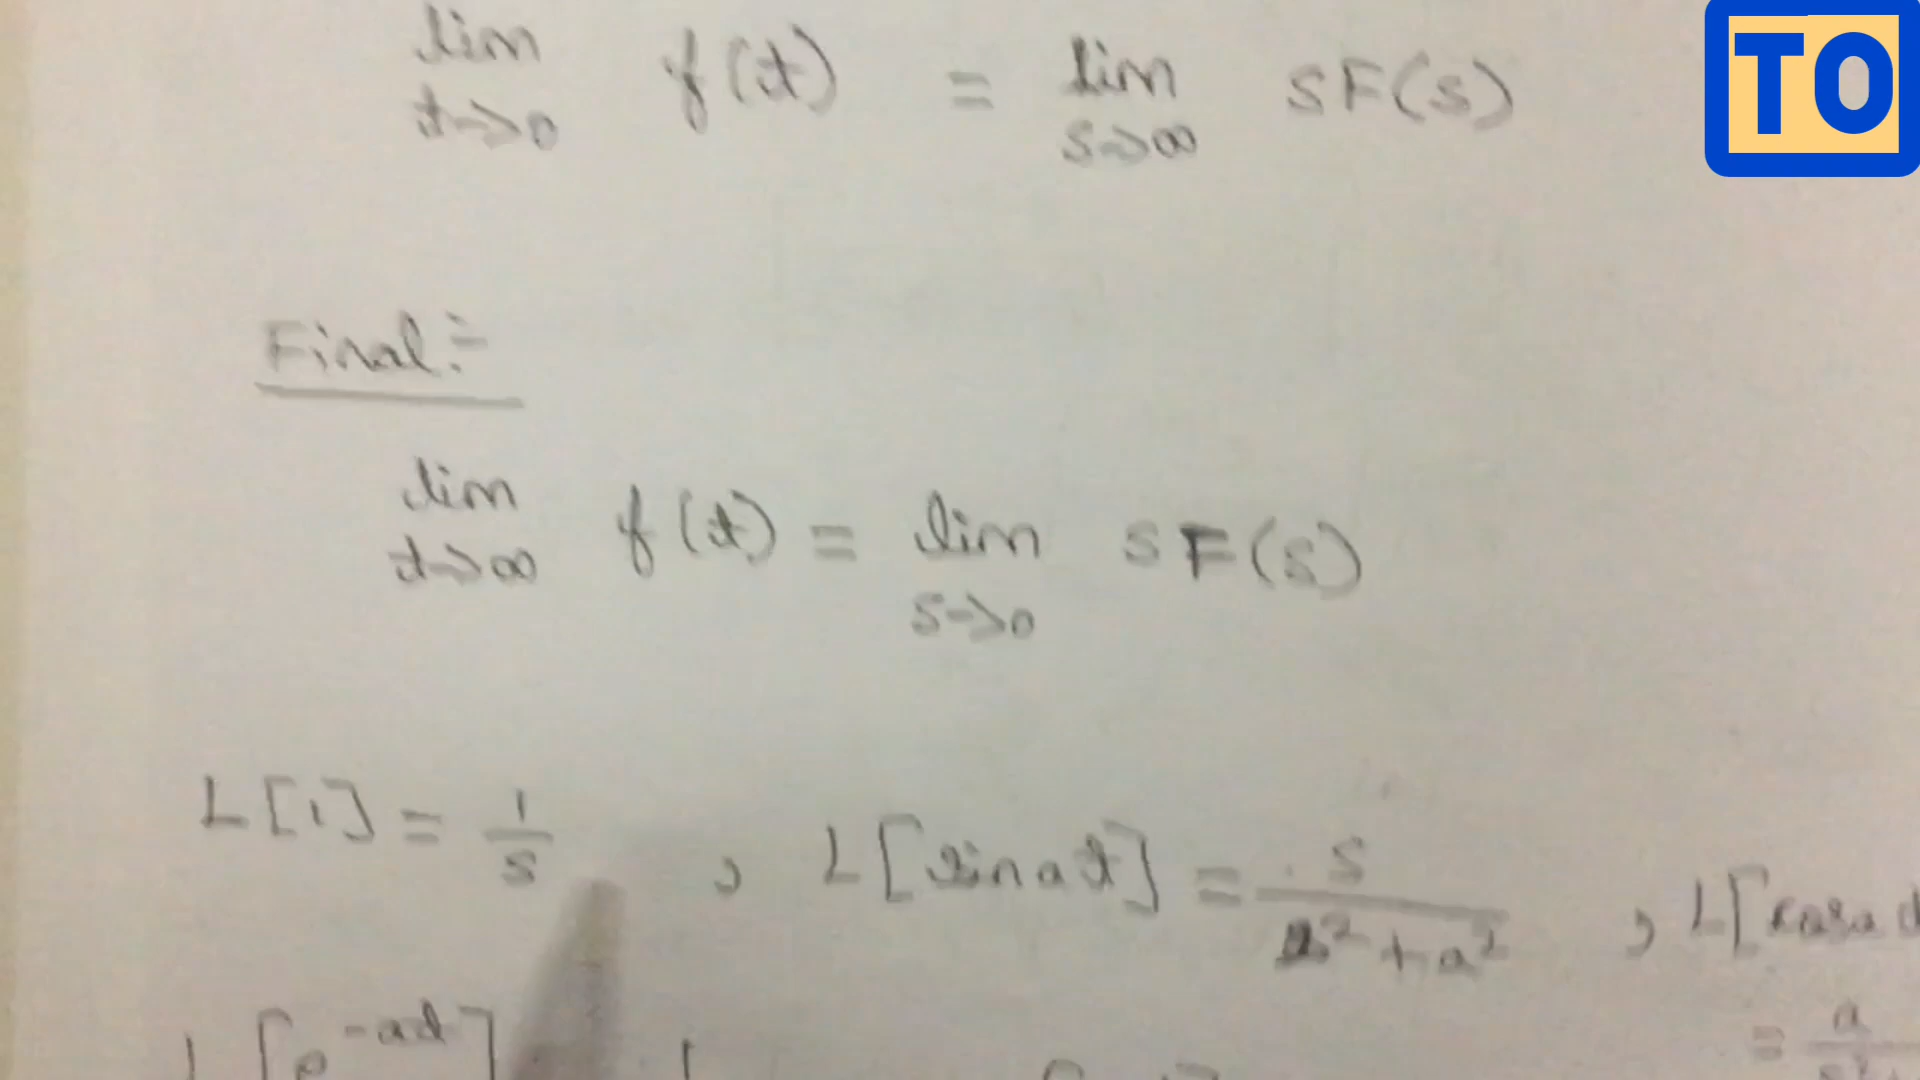 lim f(t) = lim sF(s)
t->0 s->∞
TO
Final:-
lim f(t) = lim sF(s)
t->∞ s->0
L[1] = 1/s , L[sin at] = s/(s²+a²) , L[cos a
= a
L[e^-at]